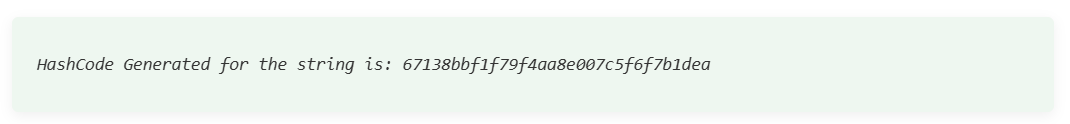 HashCode Generated for the string is: 67138bbf1f79f4aa8e007c5f6f7b1dea